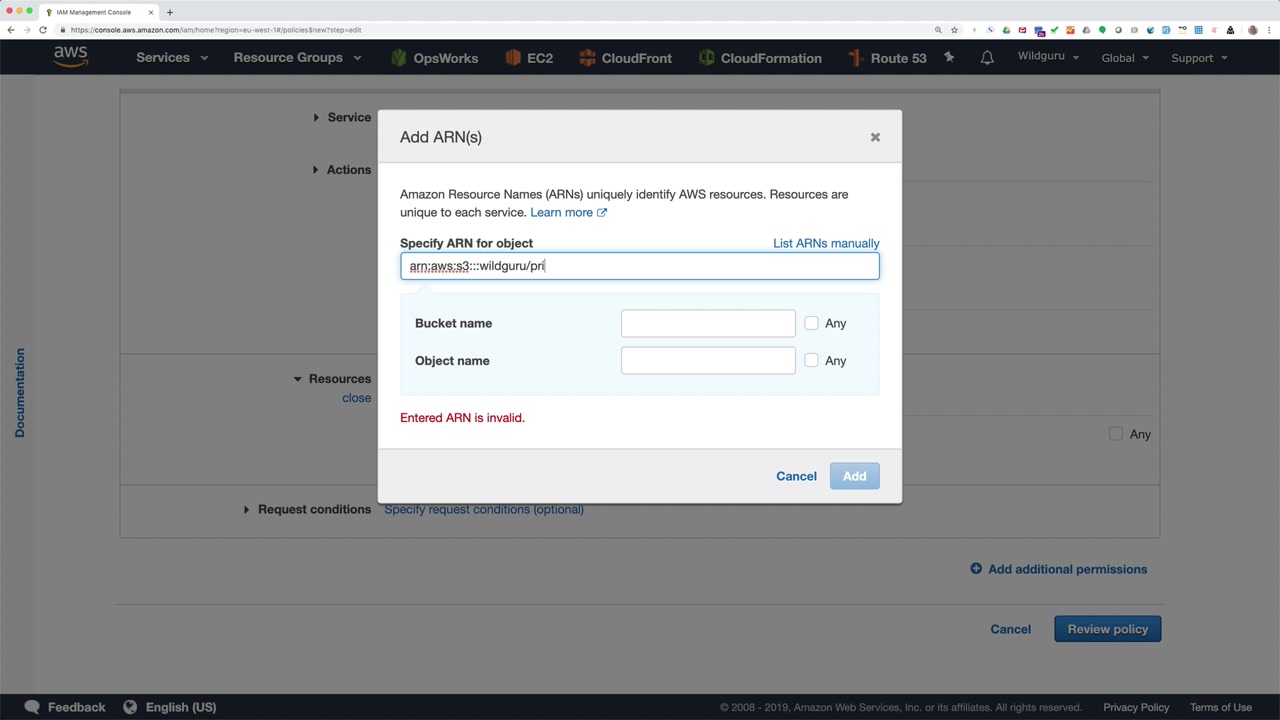 IAM Management Console
https://console.aws.amazon.com/iam/home?region=eu-west-1#/policies$new?step=edit
aws
Services
Resource Groups
OpsWorks
EC2
CloudFront
CloudFormation
Route 53
Wildguru
Global
Support
Documentation
Service
Actions
Resources
close
Any
Request conditions
Specify request conditions (optional)
Add ARN(s)
Amazon Resource Names (ARNs) uniquely identify AWS resources. Resources are
unique to each service. Learn more
Specify ARN for object
List ARNs manually
arn:aws:s3:::wildguru/pri
Bucket name
Any
Object name
Any
Entered ARN is invalid.
Cancel
Add
Add additional permissions
Cancel
Review policy
Feedback
English (US)
© 2008 - 2019, Amazon Web Services, Inc. or its affiliates. All rights reserved.
Privacy Policy
Terms of Use